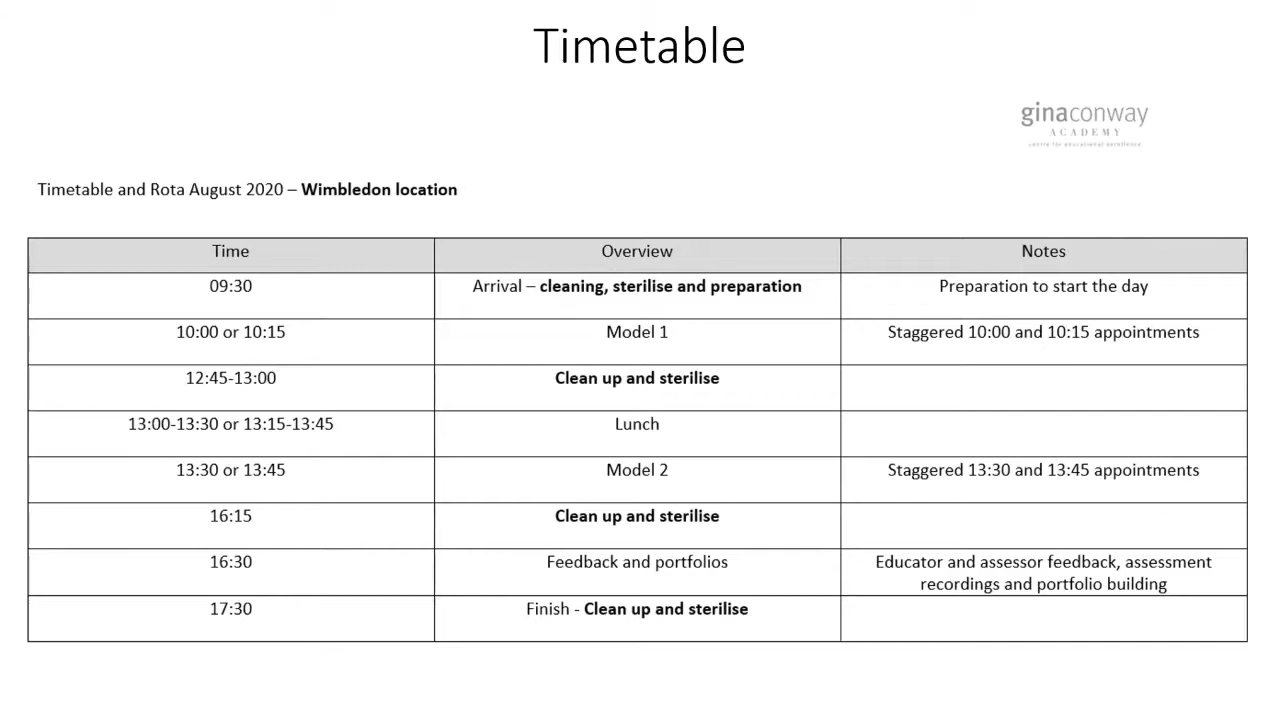 Timetable
ginaconway
ACADEMY
centre for educational excellence
Timetable and Rota August 2020 – Wimbledon location
Time Overview Notes
09:30 Arrival – cleaning, sterilise and preparation Preparation to start the day
10:00 or 10:15 Model 1 Staggered 10:00 and 10:15 appointments
12:45-13:00 Clean up and sterilise
13:00-13:30 or 13:15-13:45 Lunch
13:30 or 13:45 Model 2 Staggered 13:30 and 13:45 appointments
16:15 Clean up and sterilise
16:30 Feedback and portfolios Educator and assessor feedback, assessment
recordings and portfolio building
17:30 Finish - Clean up and sterilise